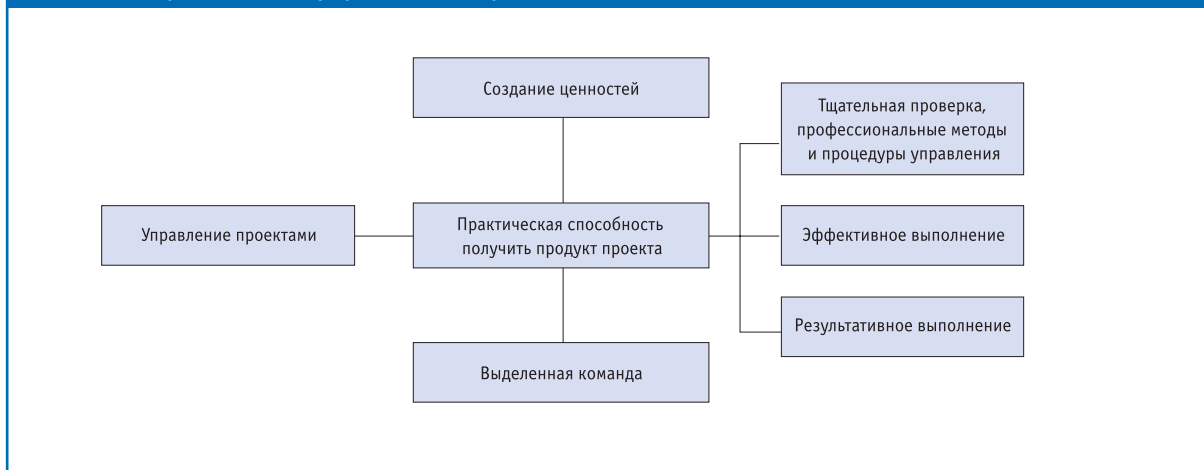 Создание ценностей
Тщательная проверка,
профессиональные методы
и процедуры управления
Управление проектами
Практическая способность
получить продукт проекта
Эффективное выполнение
Результативное выполнение
Выделенная команда